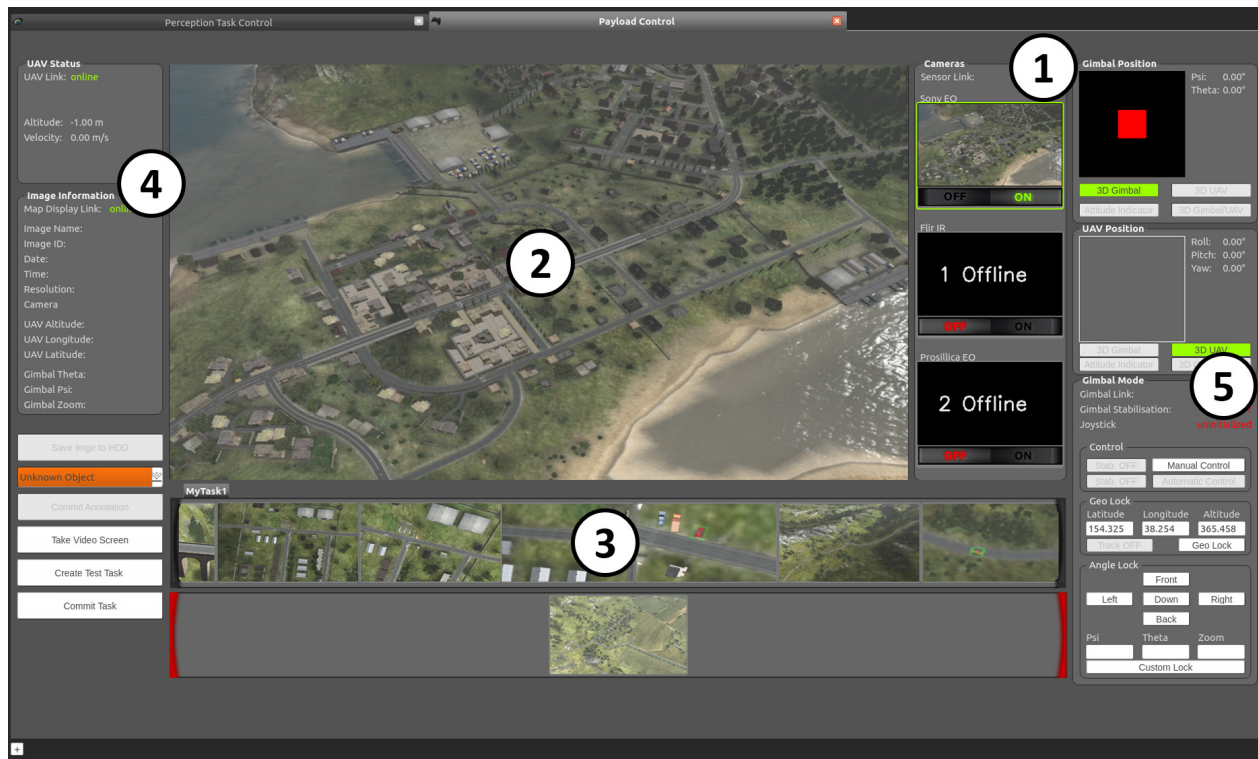 Perception Task Control
Payload Control
UAV Status
UAV Link: online
Altitude: -1.00 m
Velocity: 0.00 m/s
4
Image Information
Map Display Link:
Image Name:
Image ID:
Date:
Time:
Resolution:
Camera
UAV Altitude:
UAV Longitude:
UAV Latitude:
Gimbal Theta:
Gimbal Psi:
Gimbal Zoom:
Save Imge to HDD
Unknown Object
Commit Annotation
Take Video Screen
Create Test Task
Commit Task
2
MyTask1
3
Cameras
Sensor Link:
1
Sony EO
OFF ON
Flir IR
1 Offline
OFF ON
Prosillica EO
2 Offline
OFF ON
Gimbal Position
Psi: 0.00°
Theta: 0.00°
3D Gimbal 3D UAV
Attitude Indicator 3D Gimbal/UAV
UAV Position
Roll: 0.00°
Pitch: 0.00°
Yaw: 0.00°
3D Gimbal 3D UAV
Attitude Indicator
5
Gimbal Mode
Gimbal Link:
Gimbal Stabilisation:
Joystick uninitialized
Control
Stab. OFF Manual Control
Stab. OFF Automatic Control
Geo Lock
Latitude Longitude Altitude
154.325 38.254 365.458
Track OFF Geo Lock
Angle Lock
Front
Left Down Right
Back
Psi Theta Zoom
Custom Lock
+